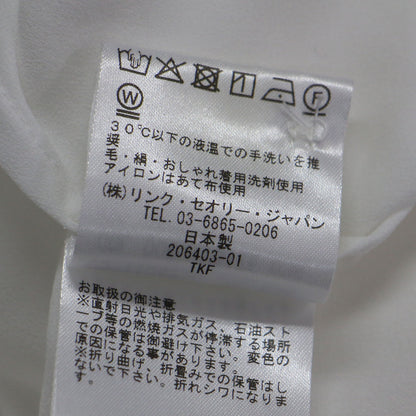 W F
30℃以下の液温での手洗いを推
奨
毛・絹・おしゃれ着用洗剤使用
アイロンはあて布使用
(株)リンク・セオリー・ジャパン
TEL. 03-6865-0206
日本製
206403-01
TKF
お取扱の御注意
※直射日光や排気ガス、石油スト
ーブ等の燃焼ガスが停滞する場所
での保管は御避け下さい。変色の
原因になる事があります。
※折り曲げ、折畳んでの保管はし
ないで下さい。折れシワになりま
す。